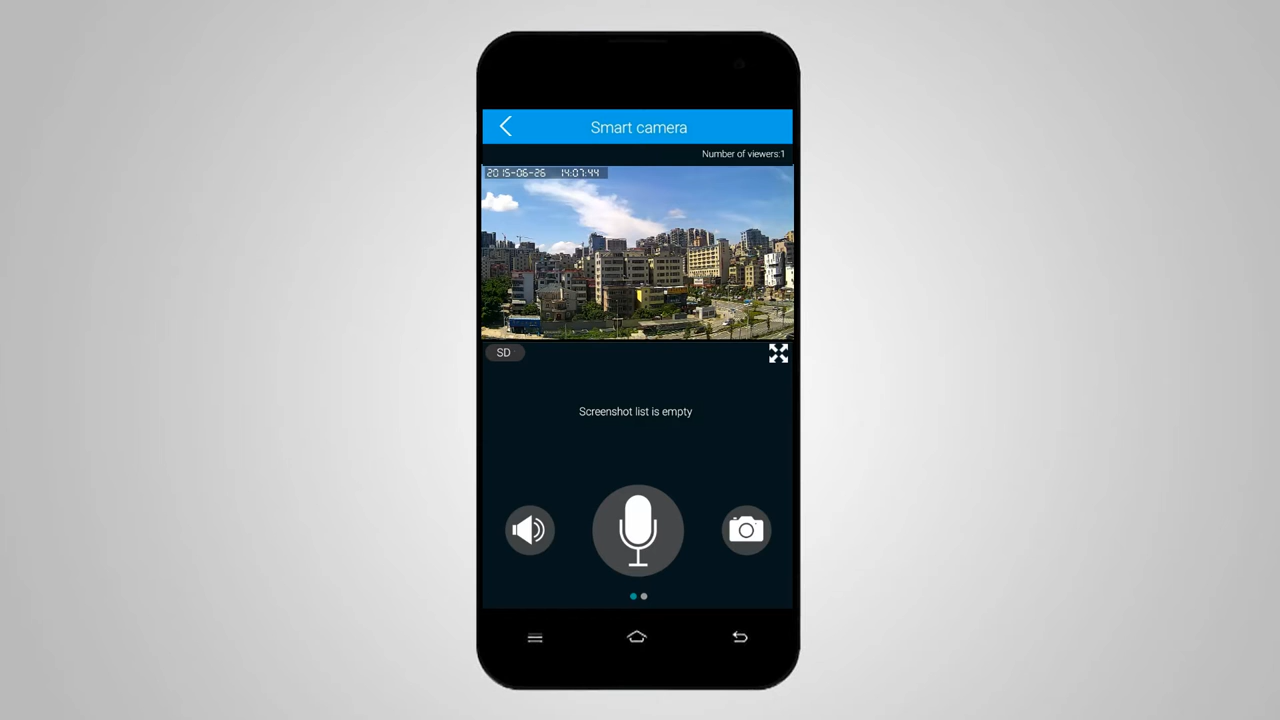 Smart camera
Number of viewers:1
2015-06-26 14:07:44
SD
Screenshot list is empty